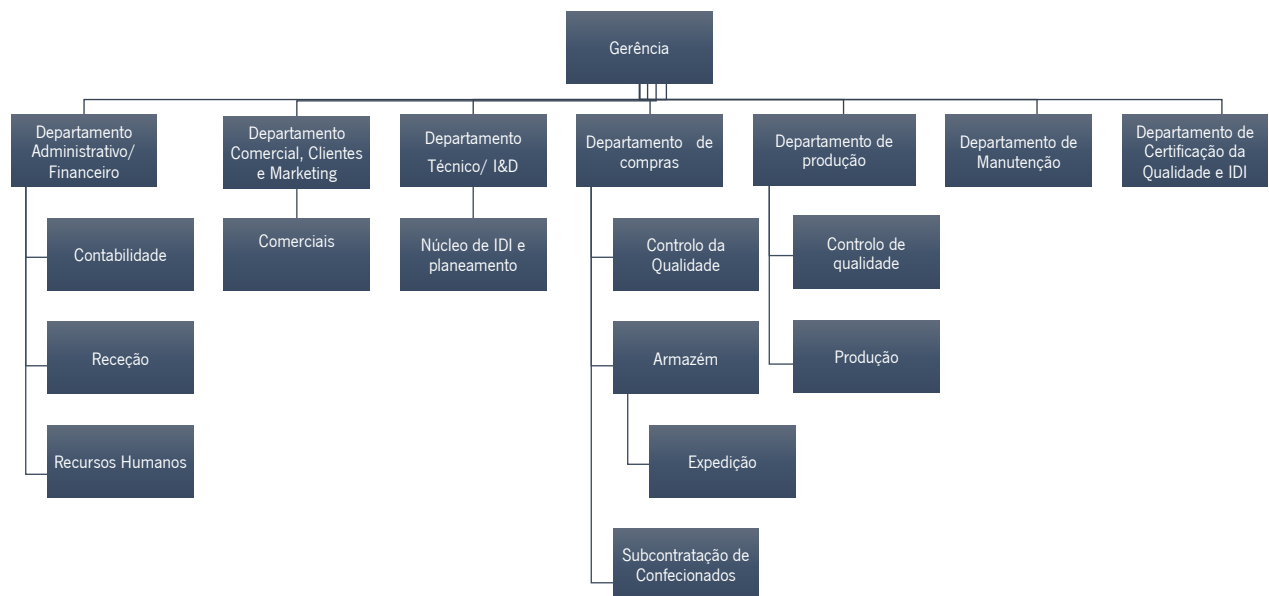 Gerência
Departamento
Administrativo/
Financeiro
Departamento
Comercial, Clientes
e Marketing
Departamento
Técnico/ I&D
Departamento de
compras
Departamento de
produção
Departamento de
Manutenção
Departamento de
Certificação da
Qualidade e IDI
Contabilidade
Comerciais
Núcleo de IDI e
planeamento
Controlo da
Qualidade
Controlo de
qualidade
Receção
Armazém
Produção
Recursos Humanos
Expedição
Subcontratação de
Confecionados